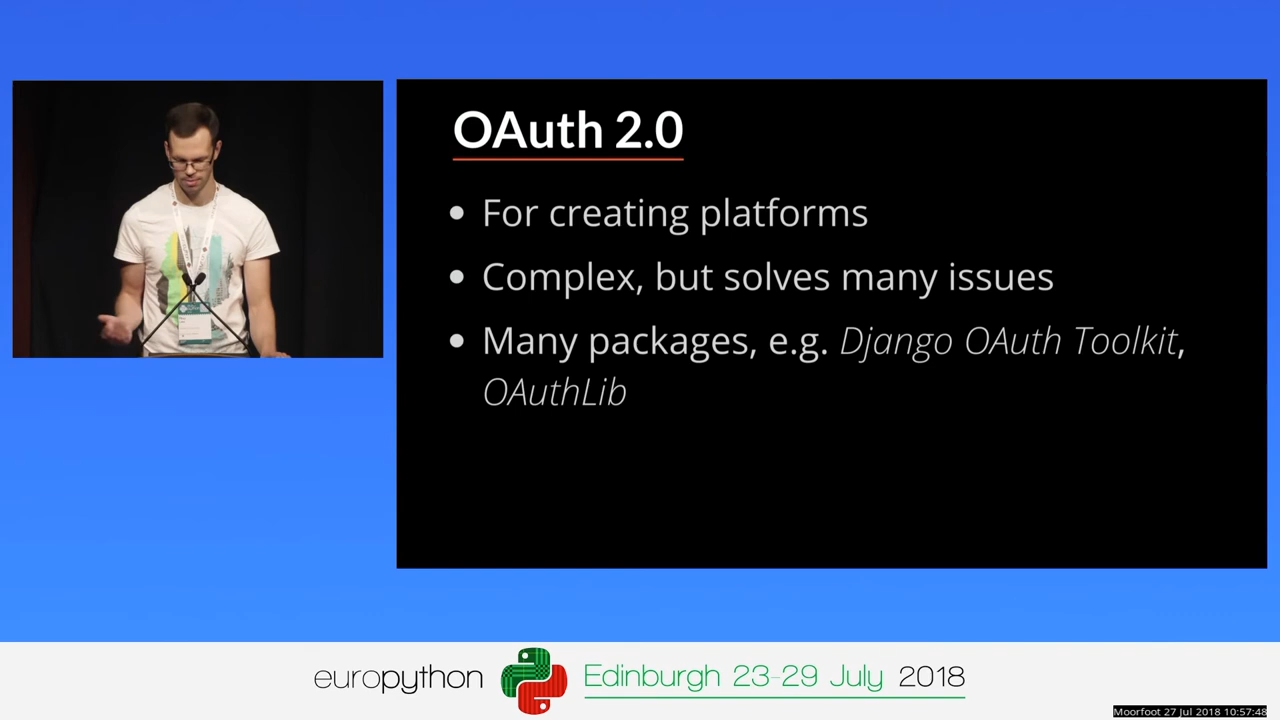 OAuth 2.0
For creating platforms
Complex, but solves many issues
Many packages, e.g. Django OAuth Toolkit,
OAuthLib
europython Edinburgh 23-29 July 2018
Moorfoot 27 Jul 2018 10:57:48